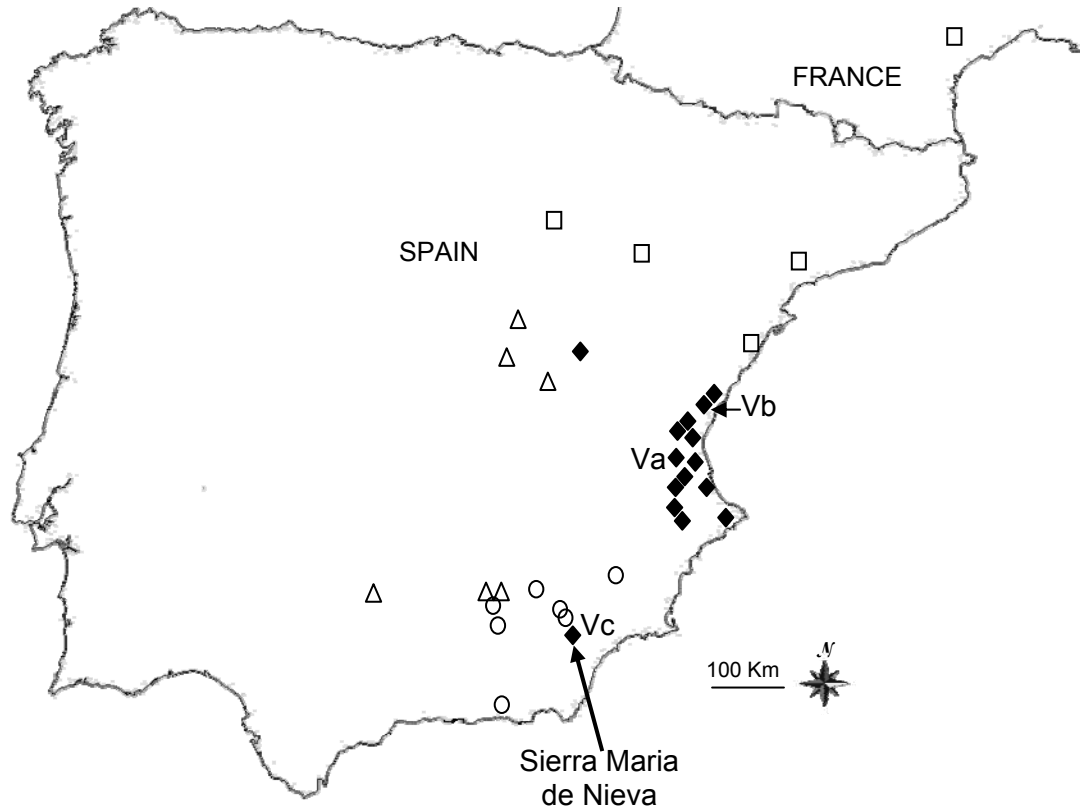 FRANCE
SPAIN
Vb
Va
Vc
100 Km
N
Sierra Maria
de Nieva